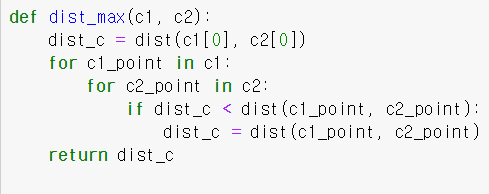 def dist_max(c1, c2):
    dist_c = dist(c1[0], c2[0])
    for c1_point in c1:
        for c2_point in c2:
            if dist_c < dist(c1_point, c2_point):
                dist_c = dist(c1_point, c2_point)
    return dist_c